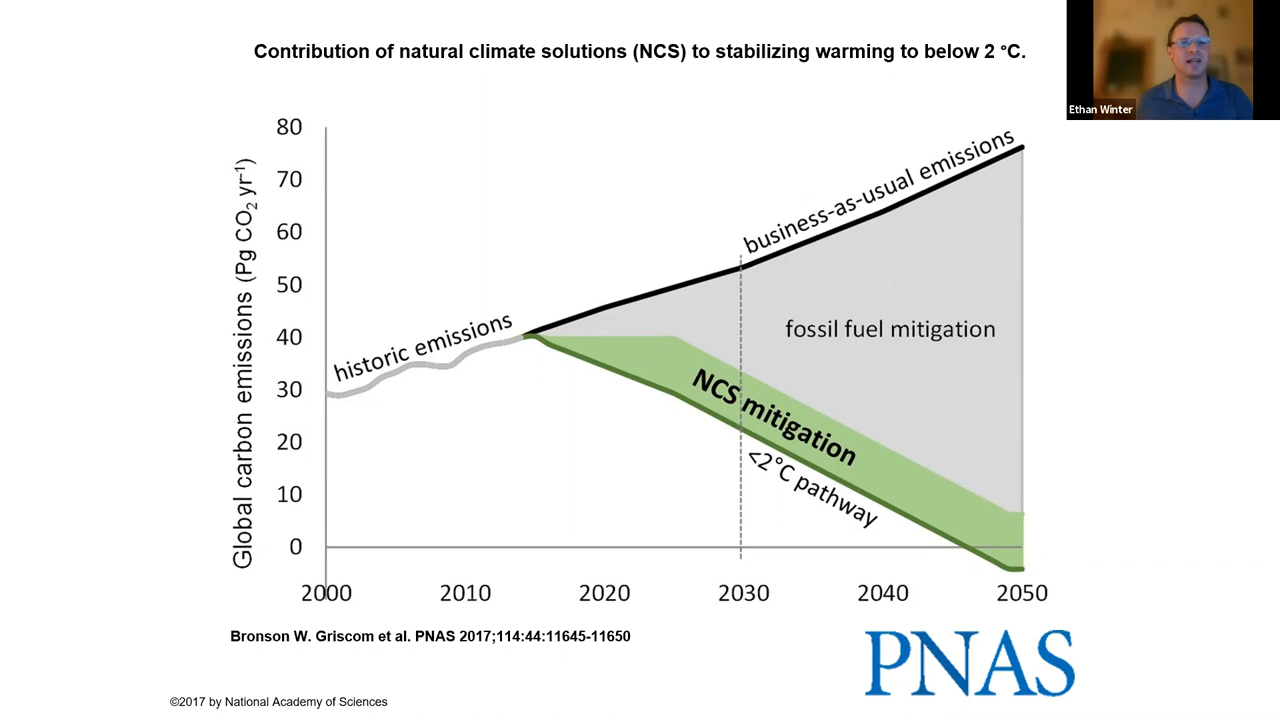 Contribution of natural climate solutions (NCS) to stabilizing warming to below 2 °C.
Ethan Winter
Global carbon emissions (Pg CO2 yr-1)
80
70
60
50
40
30
20
10
0
historic emissions
business-as-usual emissions
fossil fuel mitigation
NCS mitigation
<2°C pathway
2000
2010
2020
2030
2040
2050
Bronson W. Griscom et al. PNAS 2017;114:44:11645-11650
PNAS
©2017 by National Academy of Sciences